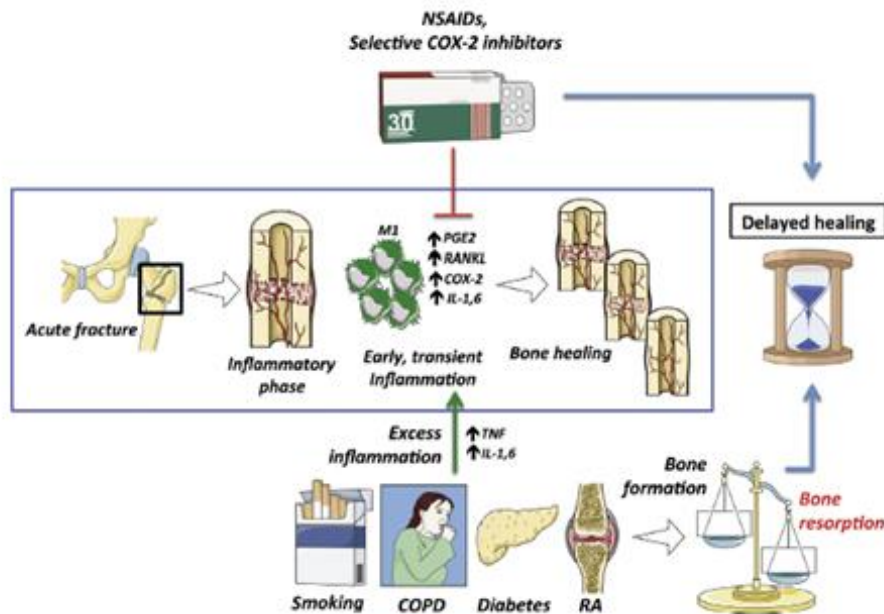 NSAIDs,
Selective COX-2 inhibitors
30
Delayed healing
M1
↑ PGE2
↑ RANKL
↑ COX-2
↑ IL-1,6
Acute fracture
Inflammatory
phase
Early, transient
Inflammation
Bone healing
Excess
inflammation
↑ TNF
↑ IL-1,6
Bone
formation
Bone
resorption
Smoking
COPD
Diabetes
RA